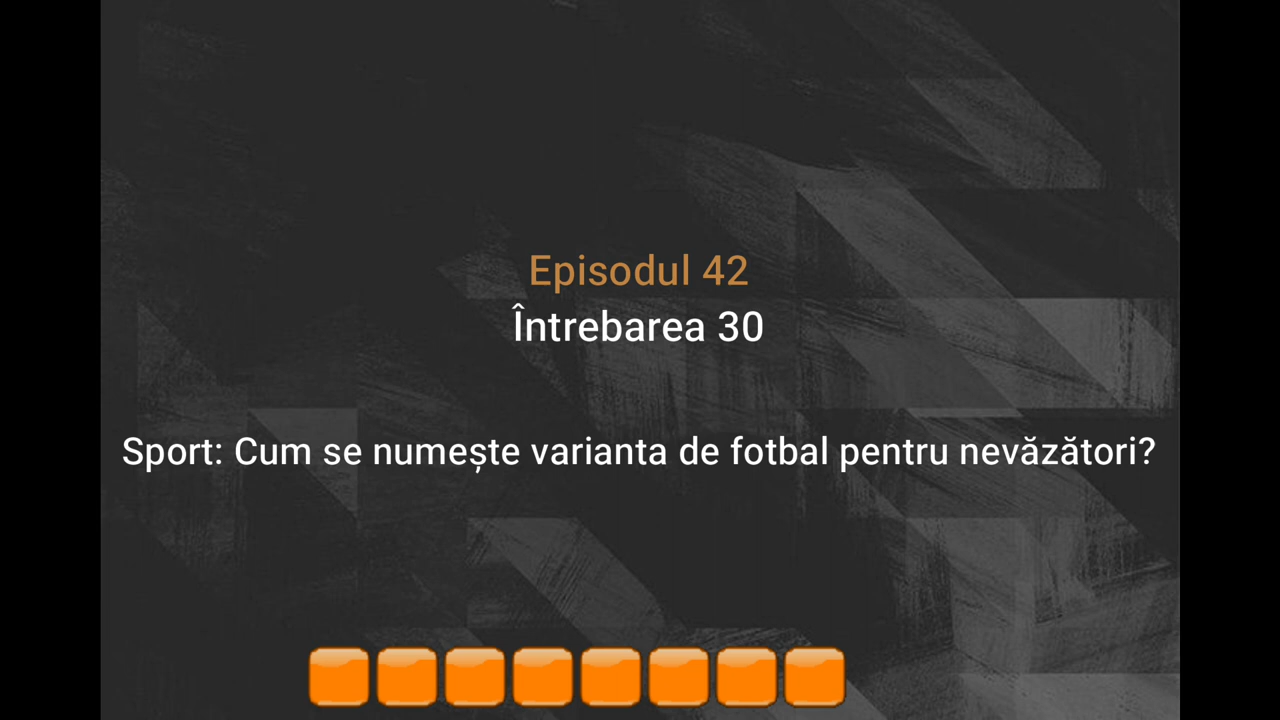 Episodul 42
Întrebarea 30
Sport: Cum se numește varianta de fotbal pentru nevăzători?